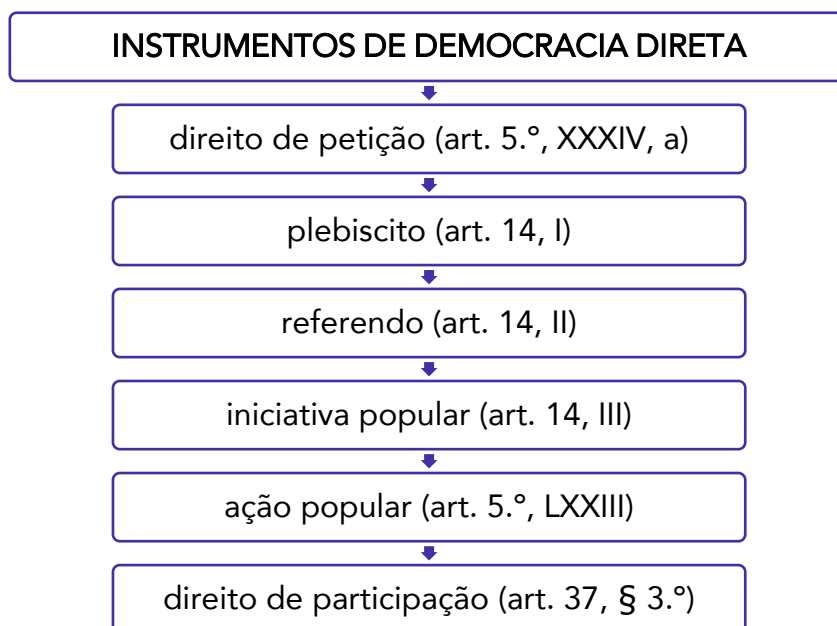 INSTRUMENTOS DE DEMOCRACIA DIRETA
direito de petição (art. 5.º, XXXIV, a)
plebiscito (art. 14, I)
referendo (art. 14, II)
iniciativa popular (art. 14, III)
ação popular (art. 5.º, LXXIII)
direito de participação (art. 37, § 3.º)